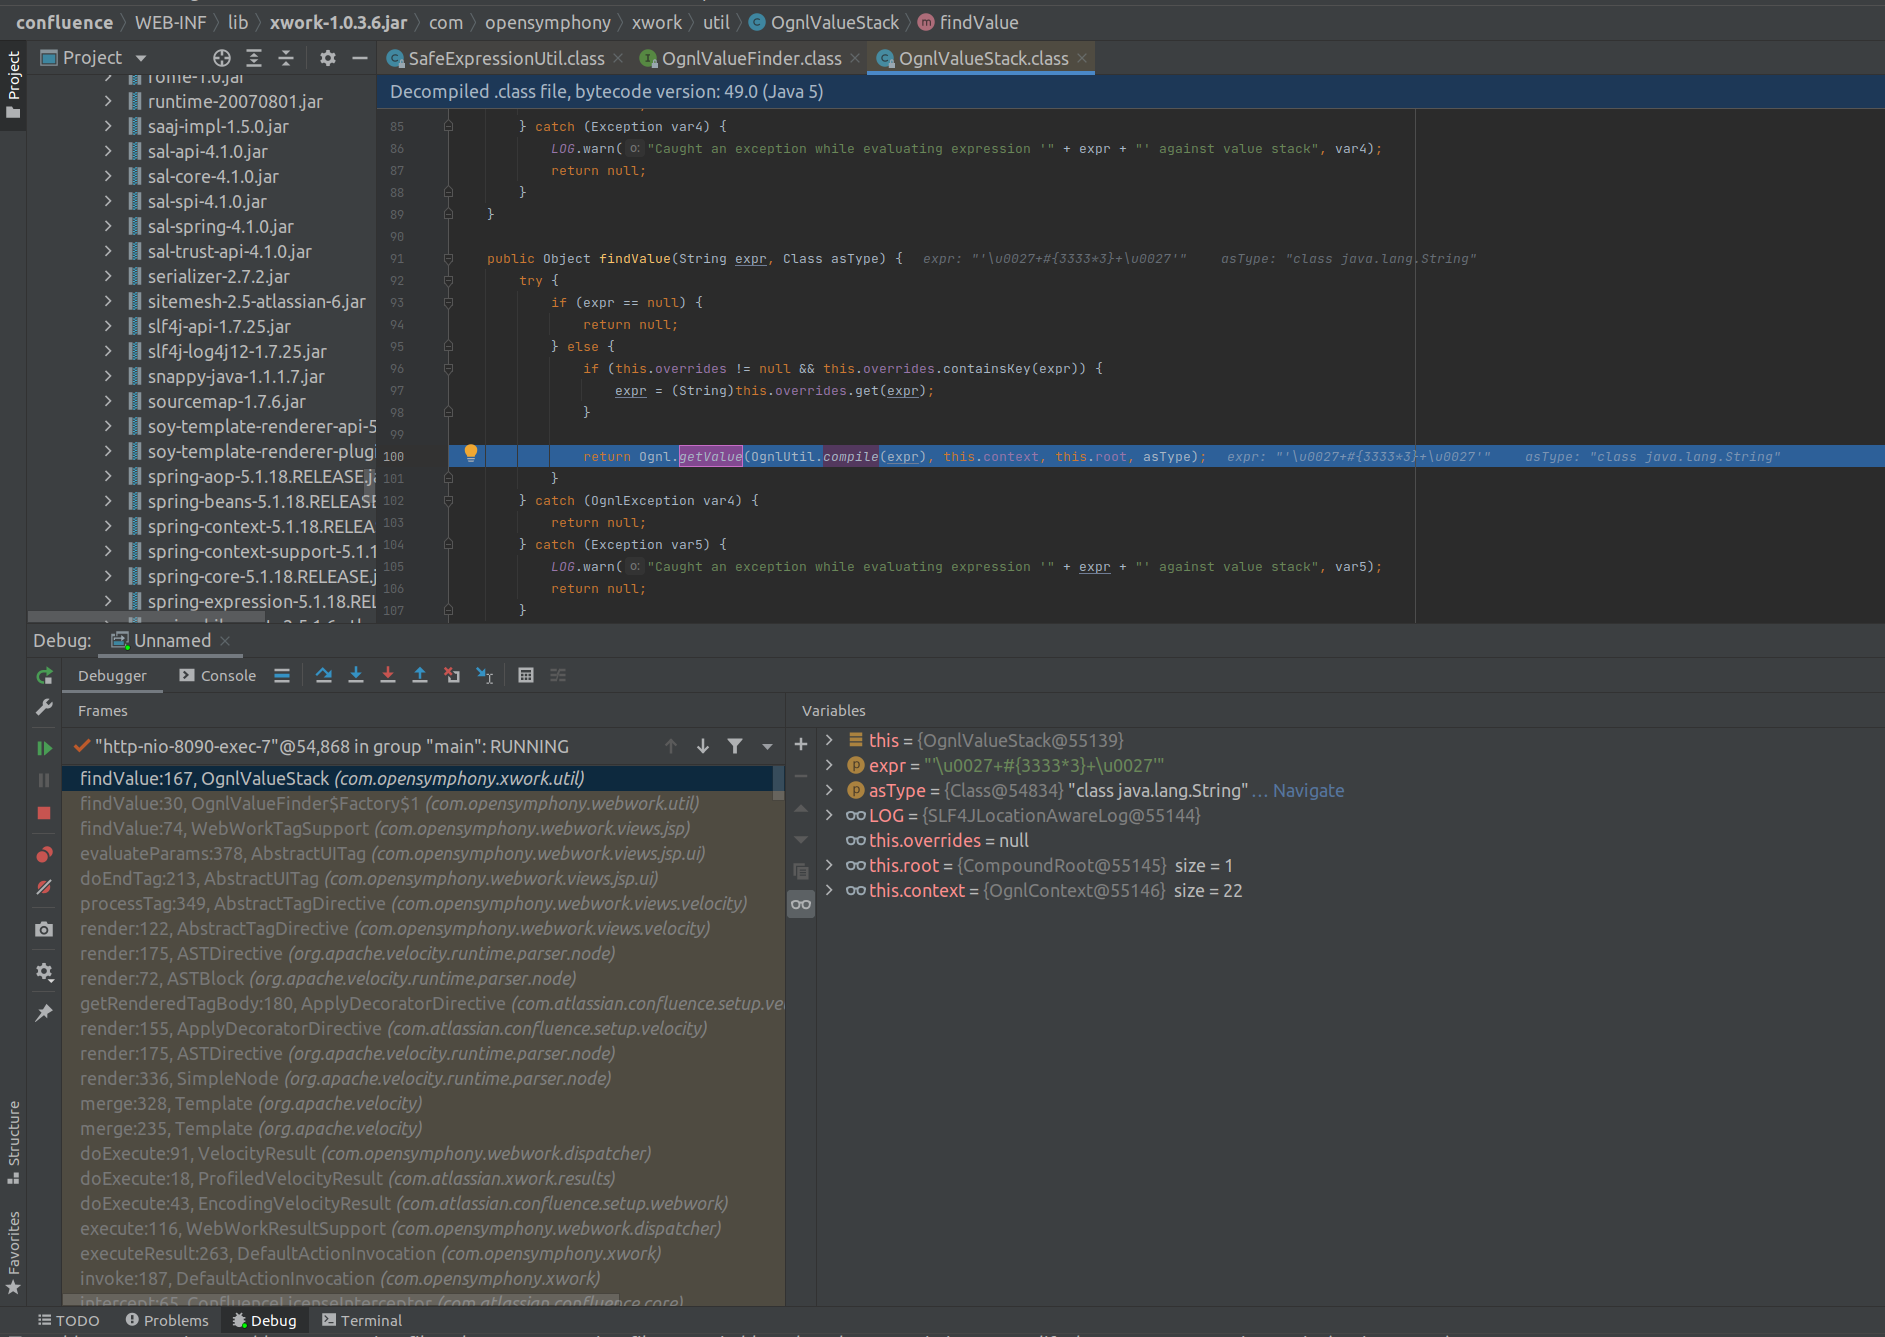 confluence › WEB-INF › lib › xwork-1.0.3.6.jar › com › opensymphony › xwork › util › OgnlValueStack › findValue
Project
SafeExpressionUtil.class
OgnlValueFinder.class
OgnlValueStack.class
Project
Decompiled .class file, bytecode version: 49.0 (Java 5)
rome-1.0.jar
runtime-20070801.jar
saaj-impl-1.5.0.jar
sal-api-4.1.0.jar
sal-core-4.1.0.jar
sal-spi-4.1.0.jar
sal-spring-4.1.0.jar
sal-trust-api-4.1.0.jar
serializer-2.7.2.jar
sitemesh-2.5-atlassian-6.jar
slf4j-api-1.7.25.jar
slf4j-log4j12-1.7.25.jar
snappy-java-1.1.1.7.jar
sourcemap-1.7.6.jar
soy-template-renderer-api-5
soy-template-renderer-plugi
spring-aop-5.1.18.RELEASE.ja
spring-beans-5.1.18.RELEASE
spring-context-5.1.18.RELEA
spring-context-support-5.1.1
spring-core-5.1.18.RELEASE.j
spring-expression-5.1.18.REL
85 } catch (Exception var4) {
86 LOG.warn( o: "Caught an exception while evaluating expression '" + expr + "' against value stack", var4);
87 return null;
88 }
89 }
90
91 public Object findValue(String expr, Class asType) { expr: "'\u0027+#{3333*3}+\u0027'" asType: "class java.lang.String"
92 try {
93 if (expr == null) {
94 return null;
95 } else {
96 if (this.overrides != null && this.overrides.containsKey(expr)) {
97 expr = (String)this.overrides.get(expr);
98 }
99
100 return Ognl.getValue(OgnlUtil.compile(expr), this.context, this.root, asType); expr: "'\u0027+#{3333*3}+\u0027'" asType: "class java.lang.String"
101 }
102 } catch (OgnlException var4) {
103 return null;
104 } catch (Exception var5) {
105 LOG.warn( o: "Caught an exception while evaluating expression '" + expr + "' against value stack", var5);
106 return null;
107 }
Debug: Unnamed
Debugger Console
Frames
"http-nio-8090-exec-7"@54,868 in group "main": RUNNING
findValue:167, OgnlValueStack (com.opensymphony.xwork.util)
findValue:30, OgnlValueFinder$Factory$1 (com.opensymphony.webwork.util)
findValue:74, WebWorkTagSupport (com.opensymphony.webwork.views.jsp)
evaluateParams:378, AbstractUITag (com.opensymphony.webwork.views.jsp.ui)
doEndTag:213, AbstractUITag (com.opensymphony.webwork.views.jsp.ui)
processTag:349, AbstractTagDirective (com.opensymphony.webwork.views.velocity)
render:122, AbstractTagDirective (com.opensymphony.webwork.views.velocity)
render:175, ASTDirective (org.apache.velocity.runtime.parser.node)
render:72, ASTBlock (org.apache.velocity.runtime.parser.node)
getRenderedTagBody:180, ApplyDecoratorDirective (com.atlassian.confluence.setup.ve
render:155, ApplyDecoratorDirective (com.atlassian.confluence.setup.velocity)
render:175, ASTDirective (org.apache.velocity.runtime.parser.node)
render:336, SimpleNode (org.apache.velocity.runtime.parser.node)
merge:328, Template (org.apache.velocity)
merge:235, Template (org.apache.velocity)
doExecute:91, VelocityResult (com.opensymphony.webwork.dispatcher)
doExecute:18, ProfiledVelocityResult (com.atlassian.xwork.results)
doExecute:43, EncodingVelocityResult (com.atlassian.confluence.setup.webwork)
execute:116, WebWorkResultSupport (com.opensymphony.webwork.dispatcher)
executeResult:263, DefaultActionInvocation (com.opensymphony.xwork)
invoke:187, DefaultActionInvocation (com.opensymphony.xwork)
intercept:65, ConfluenceLicenseInterceptor (com.atlassian.confluence.core)
Variables
this = {OgnlValueStack@55139}
expr = "'\u0027+#{3333*3}+\u0027'"
asType = {Class@54834} "class java.lang.String" ... Navigate
LOG = {SLF4JLocationAwareLog@55144}
this.overrides = null
this.root = {CompoundRoot@55145} size = 1
this.context = {OgnlContext@55146} size = 22
Structure
Favorites
TODO Problems Debug Terminal